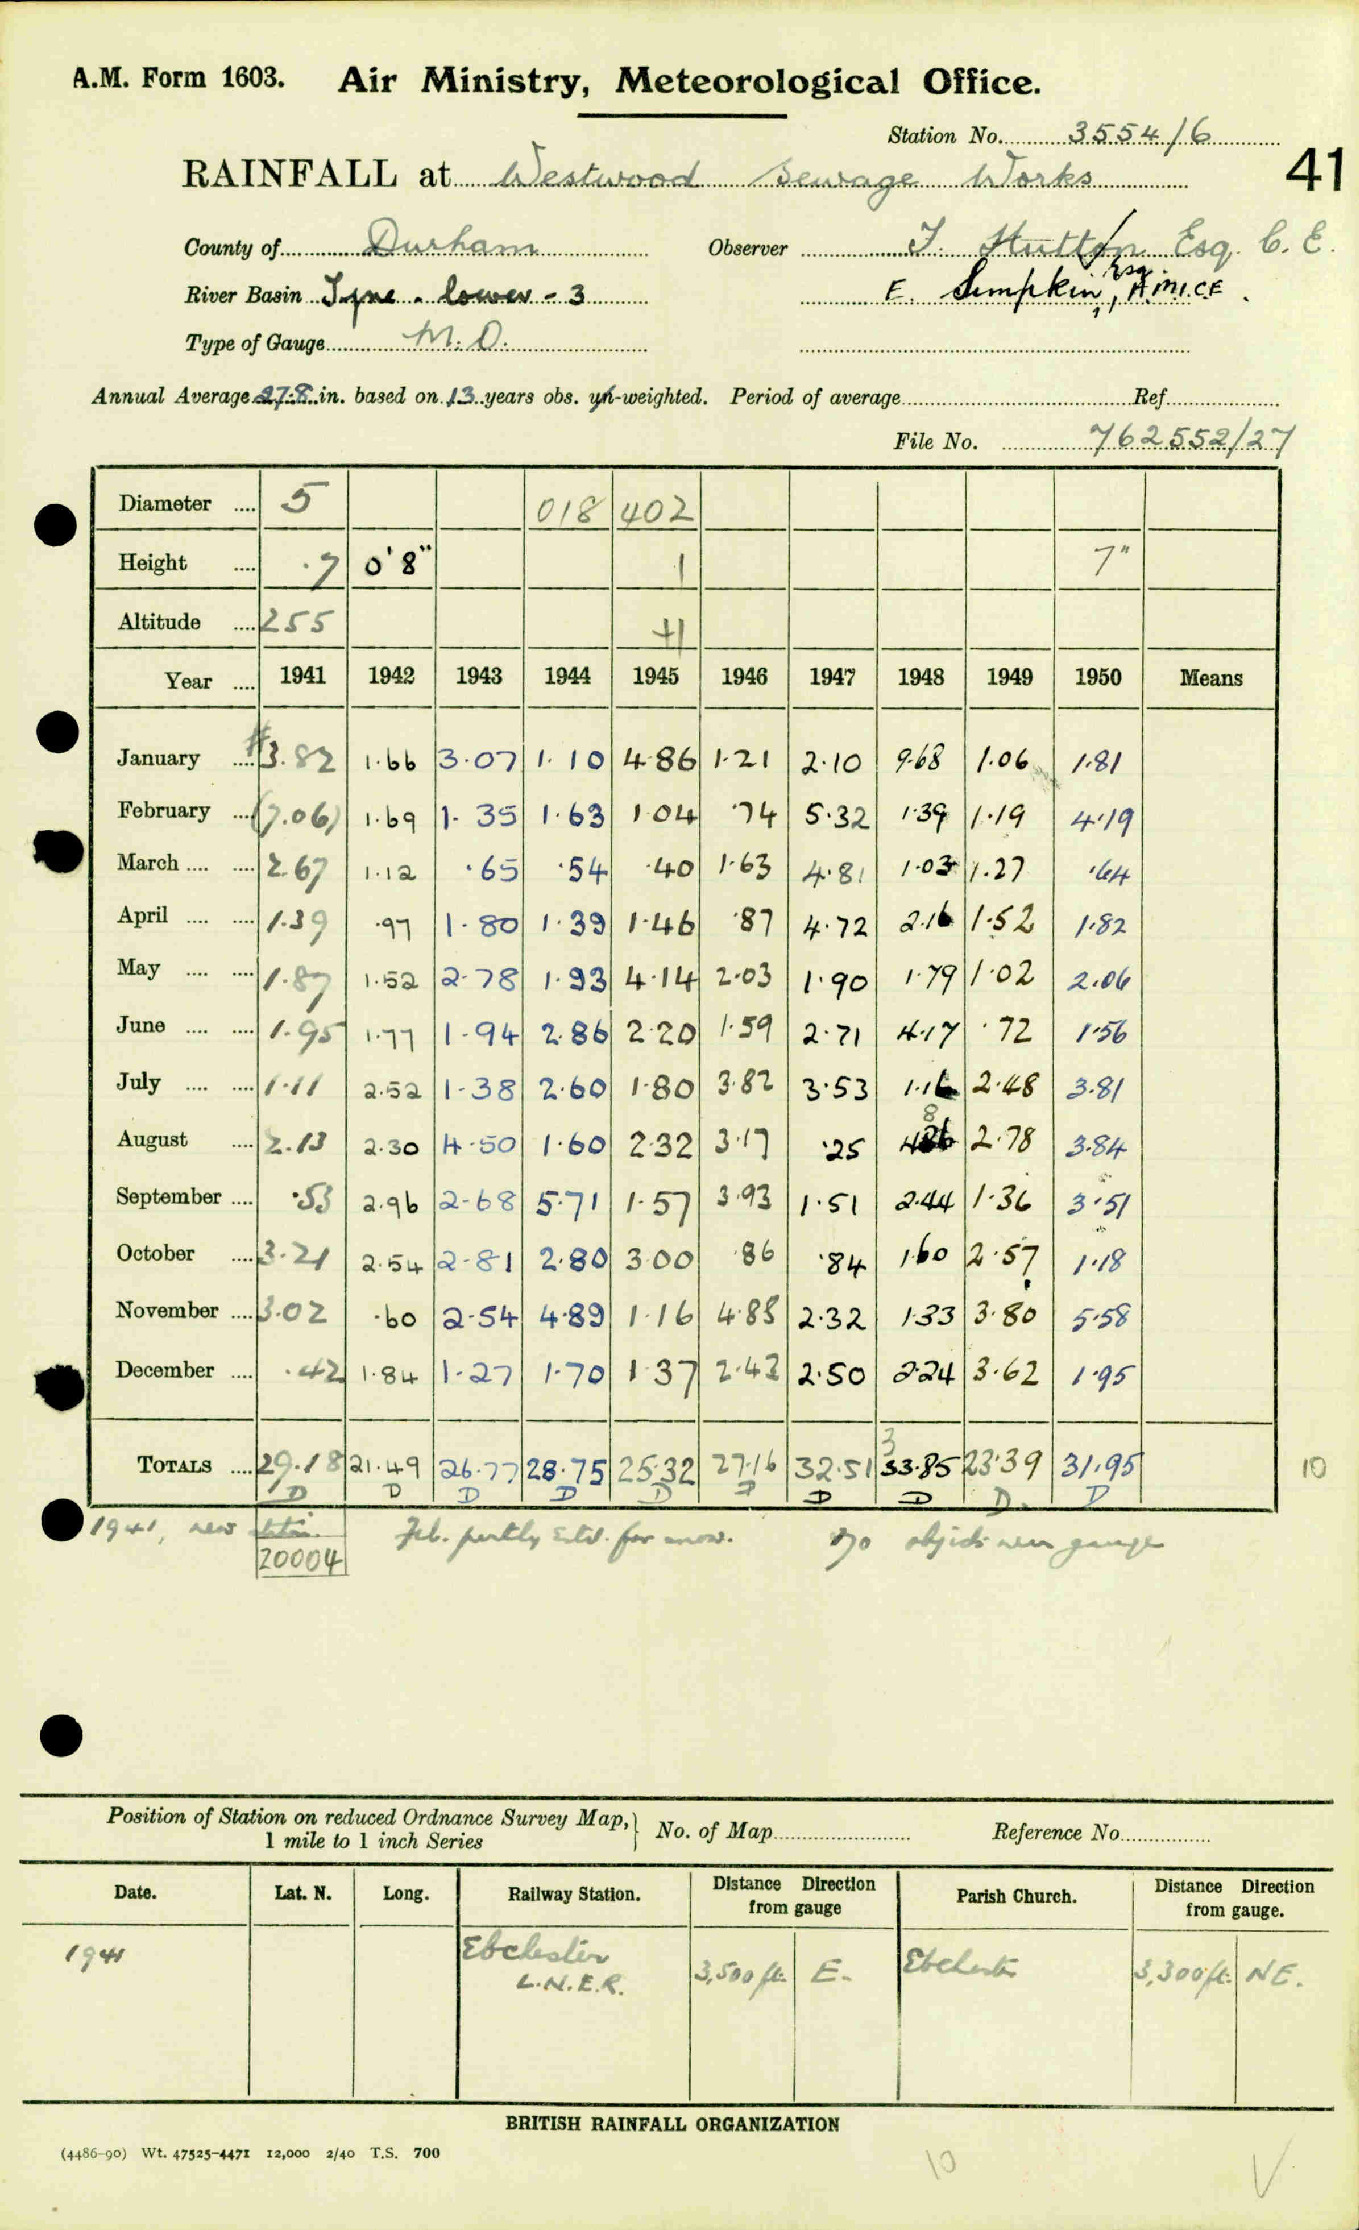 A.M. Form 1603. Air Ministry, Meteorological Office.
Station No. 3554/6
41
RAINFALL at Westwood Sewage Works
County of Durham Observer T. Hutton Esq. C.E.
River Basin Tyne - lower - 3 E. Simpkin, Esq. A.M.I.C.E.
Type of Gauge M.O.
Annual Average 27.8 in. based on 13 years obs. un-weighted. Period of average Ref
File No. 762552/27
Diameter .... 5 018 402
Height .... .7 0'8" 1 7"
Altitude .... 255 +1
Year .... 1941 1942 1943 1944 1945 1946 1947 1948 1949 1950 Means
January .... #3.82 1.66 3.07 1.10 4.86 1.21 2.10 9.68 1.06 1.81
February .... (7.06) 1.69 1.35 1.63 1.04 .74 5.32 1.39 1.19 4.19
March .... .... 2.67 1.12 .65 .54 .40 1.63 4.81 1.03 1.27 .64
April .... .... 1.39 .97 1.80 1.39 1.46 .87 4.72 2.16 1.52 1.82
May .... .... 1.87 1.52 2.78 1.93 4.14 2.03 1.90 1.79 1.02 2.06
June .... .... 1.95 1.77 1.94 2.86 2.20 1.59 2.71 4.17 .72 1.56
July .... .... 1.11 2.52 1.38 2.60 1.80 3.82 3.53 1.16 2.48 3.81
August .... 2.13 2.30 4.50 1.60 2.32 3.17 .25 2.78 3.84
September .... .53 2.96 2.68 5.71 1.57 3.93 1.51 2.44 1.36 3.51
October .... 3.21 2.54 2.81 2.80 3.00 .86 .84 1.60 2.57 1.18
November .... 3.02 .60 2.54 4.89 1.16 4.88 2.32 1.33 3.80 5.58
December .... .42 1.84 1.27 1.70 1.37 2.43 2.50 2.24 3.62 1.95
TOTALS .... 29.18 21.49 26.77 28.75 25.32 27.16 32.51 33.85 23.39 31.95 10
D D D D D D D D D. D
1941, new station. Feb. partly estd. for snow. no objects near gauge
20004
Position of Station on reduced Ordnance Survey Map, No. of Map Reference No
1 mile to 1 inch Series
Date. Lat. N. Long. Railway Station. Distance Direction from gauge Parish Church. Distance Direction from gauge.
1941 Ebchester 3,500 ft. E. Ebchester 3,300 ft. NE.
L.N.E.R.
BRITISH RAINFALL ORGANIZATION
(4486-90) Wt. 47525-4471 12,000 2/40 T.S. 700
10